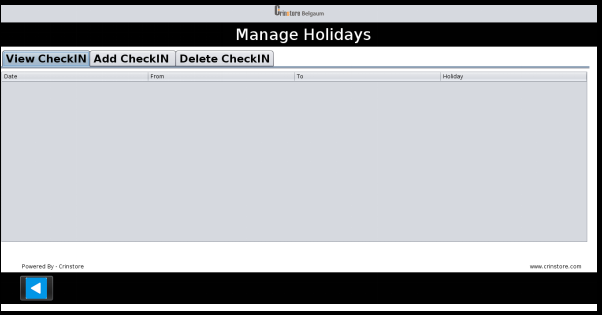 Crinstore Belgaum
Manage Holidays
View CheckIN Add CheckIN Delete CheckIN
Date From To Holiday
Powered By - Crinstore www.crinstore.com